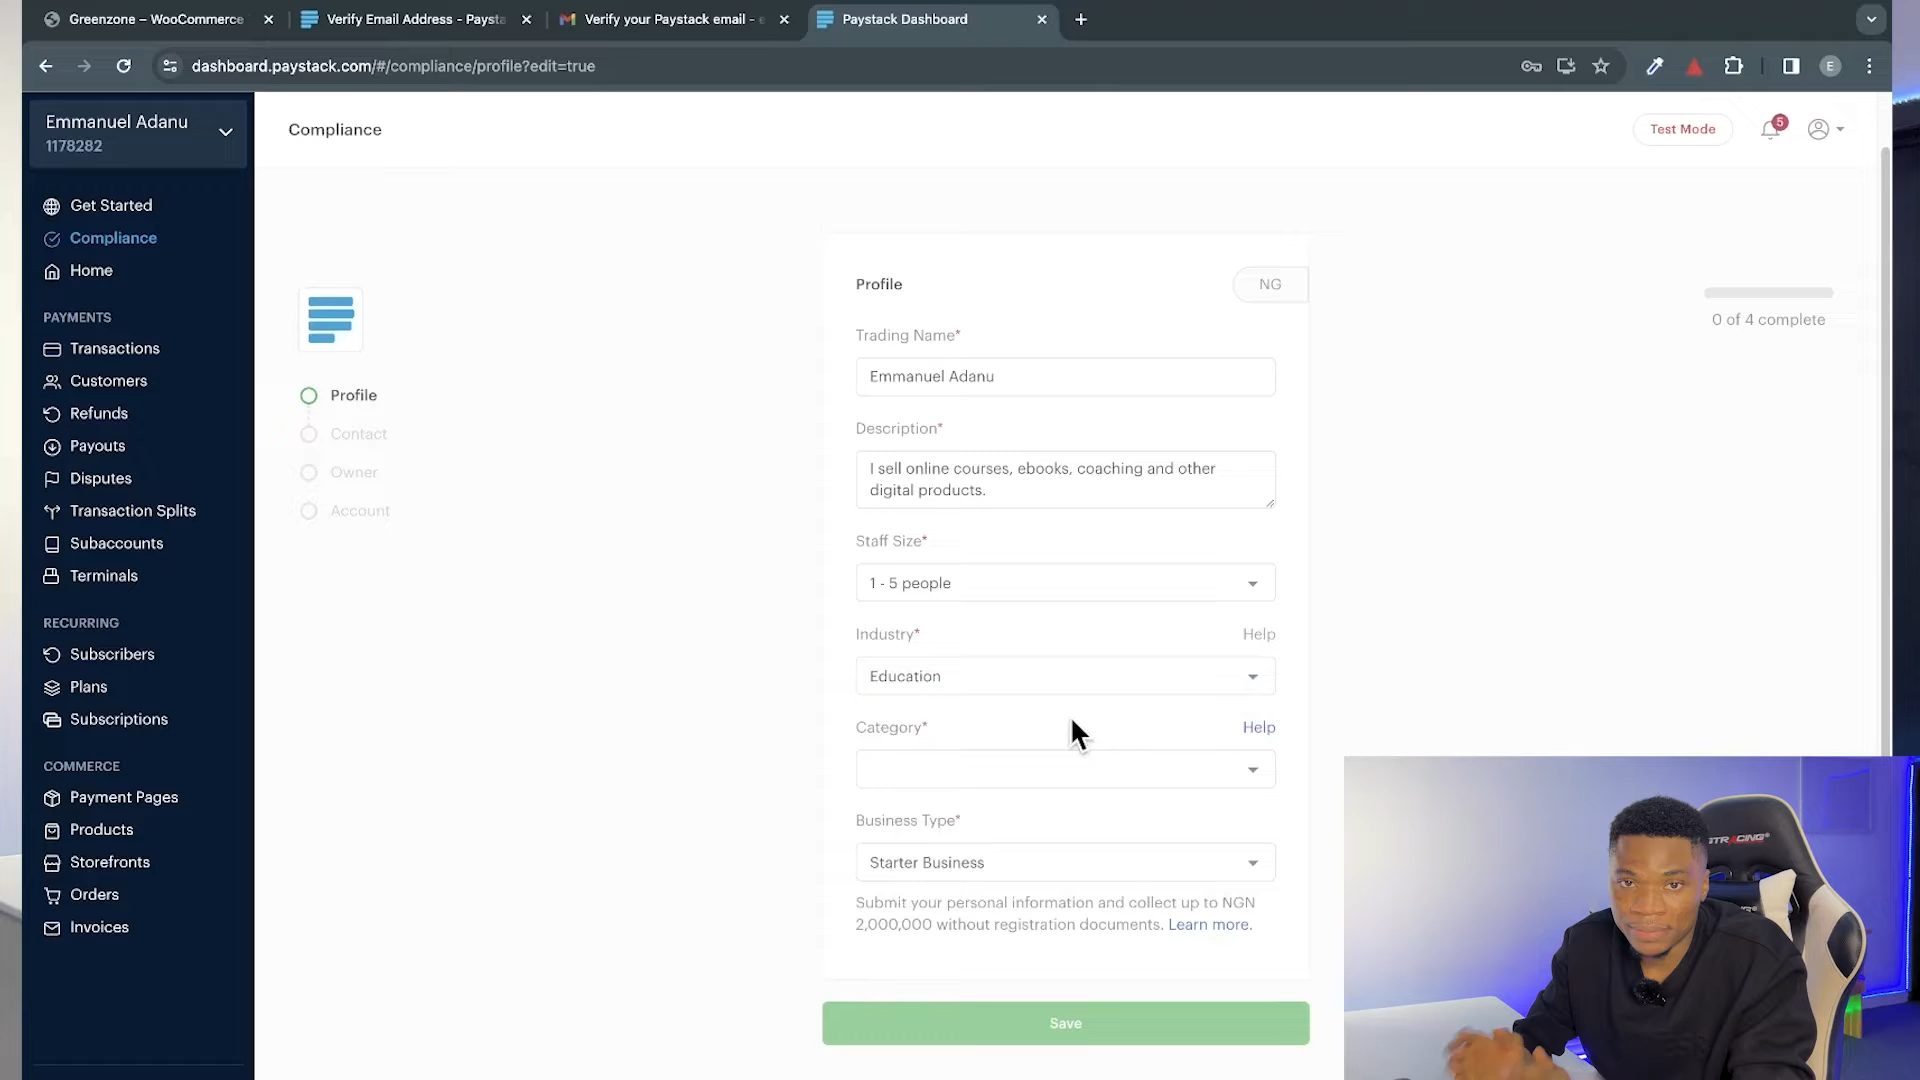 Greenzone – WooCommerce
Verify Email Address - Payst
Verify your Paystack email -
Paystack Dashboard
dashboard.paystack.com/#/compliance/profile?edit=true
E
Emmanuel Adanu
1178282
Compliance
Test Mode
5
Get Started
Compliance
Home
PAYMENTS
Transactions
Customers
Refunds
Payouts
Disputes
Transaction Splits
Subaccounts
Terminals
RECURRING
Subscribers
Plans
Subscriptions
COMMERCE
Payment Pages
Products
Storefronts
Orders
Invoices
Profile
Contact
Owner
Account
Profile
NG
Trading Name*
Emmanuel Adanu
Description*
I sell online courses, ebooks, coaching and other
digital products.
Staff Size*
1 - 5 people
Industry*
Help
Education
Category*
Help
Business Type*
Starter Business
Submit your personal information and collect up to NGN
2,000,000 without registration documents. Learn more.
Save
0 of 4 complete